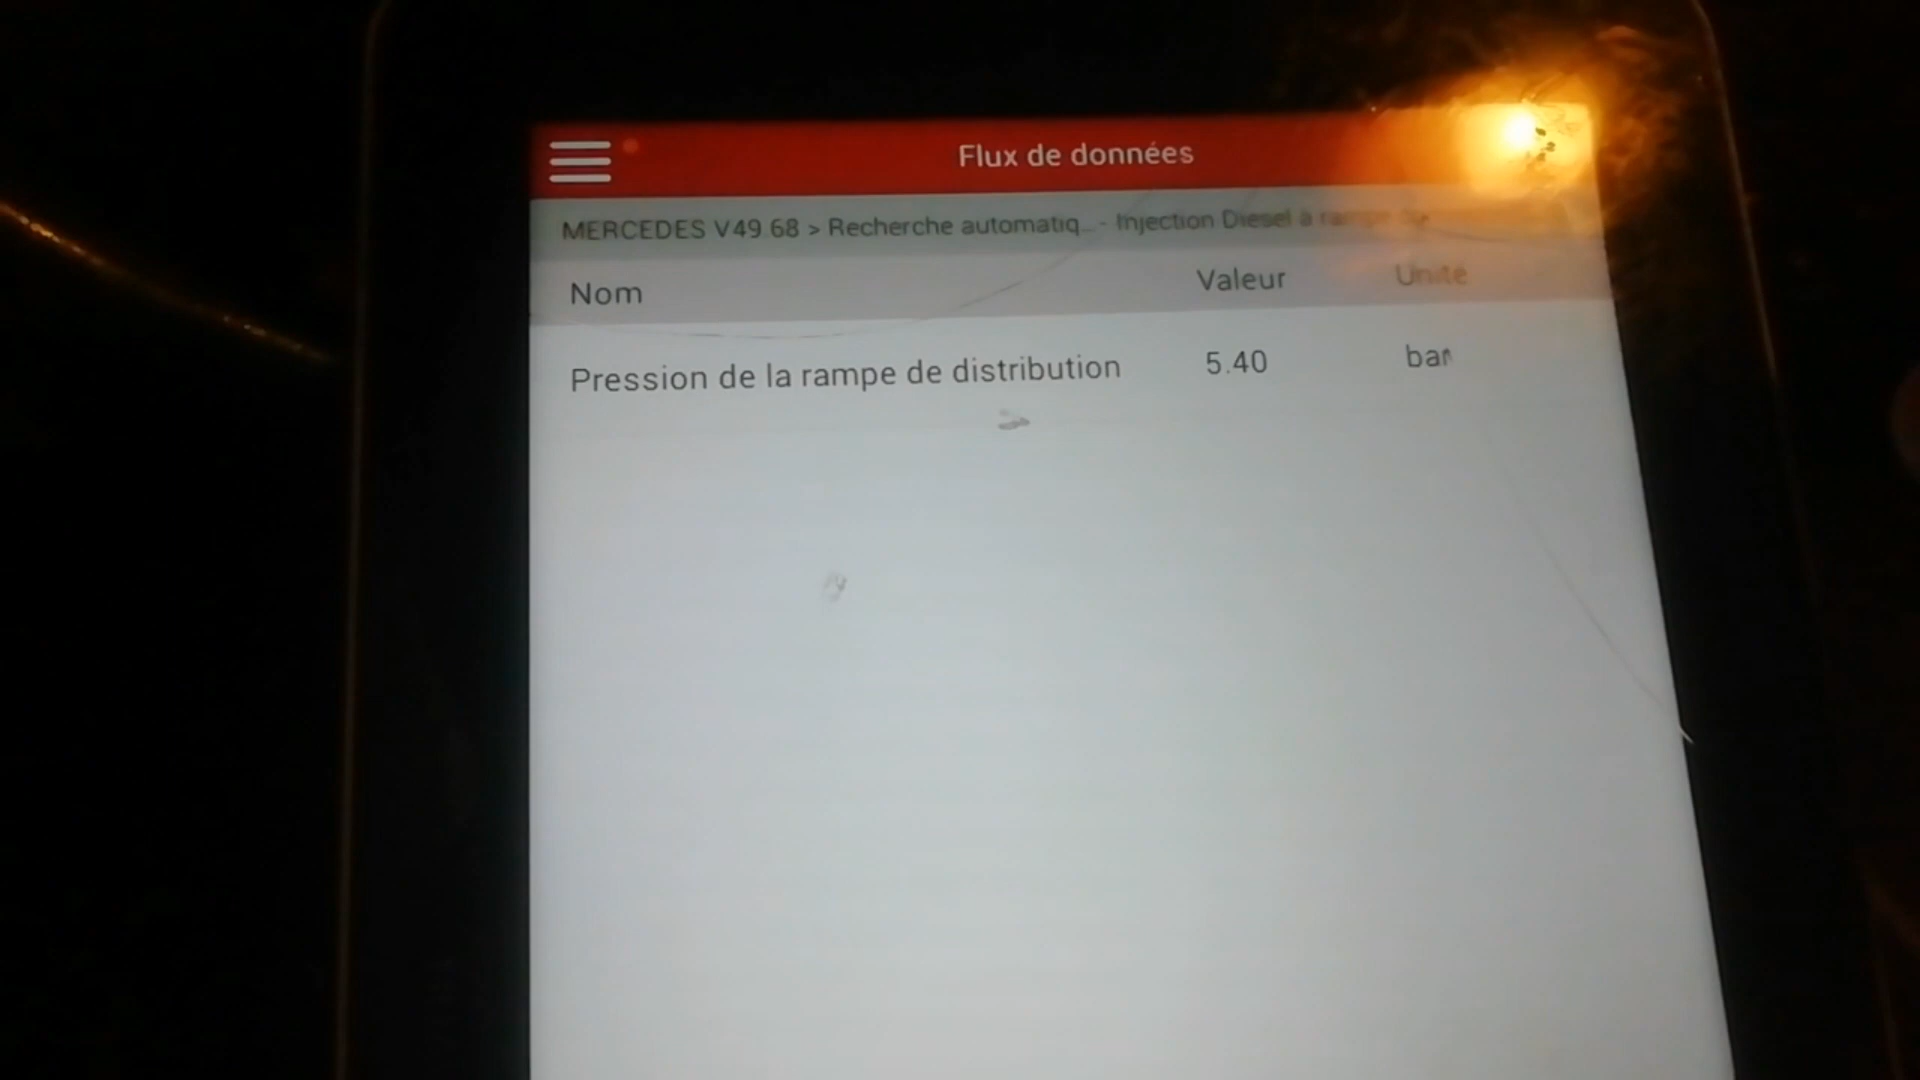 Flux de données
MERCEDES V49.68 > Recherche automatiq... - Injection Diesel à rampe
Nom Valeur Unité
Pression de la rampe de distribution 5.40 bar